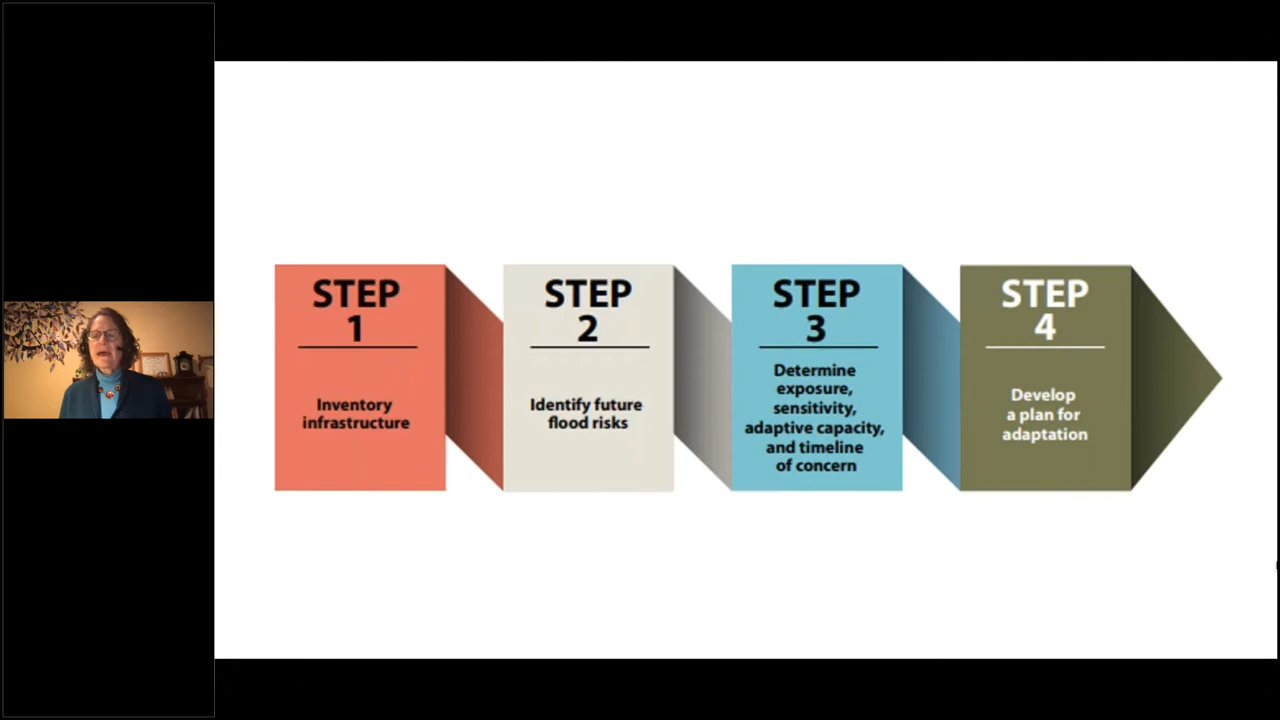 STEP
1
Inventory
infrastructure
STEP
2
Identify future
flood risks
STEP
3
Determine
exposure,
sensitivity,
adaptive capacity,
and timeline
of concern
STEP
4
Develop
a plan for
adaptation